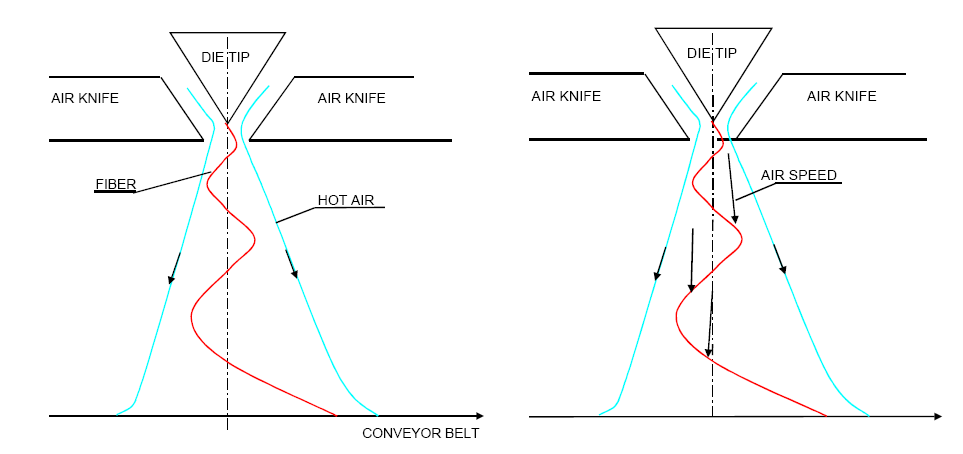 DIE TIP
AIR KNIFE
AIR KNIFE
FIBER
HOT AIR
CONVEYOR BELT
DIE TIP
AIR KNIFE
AIR KNIFE
AIR SPEED